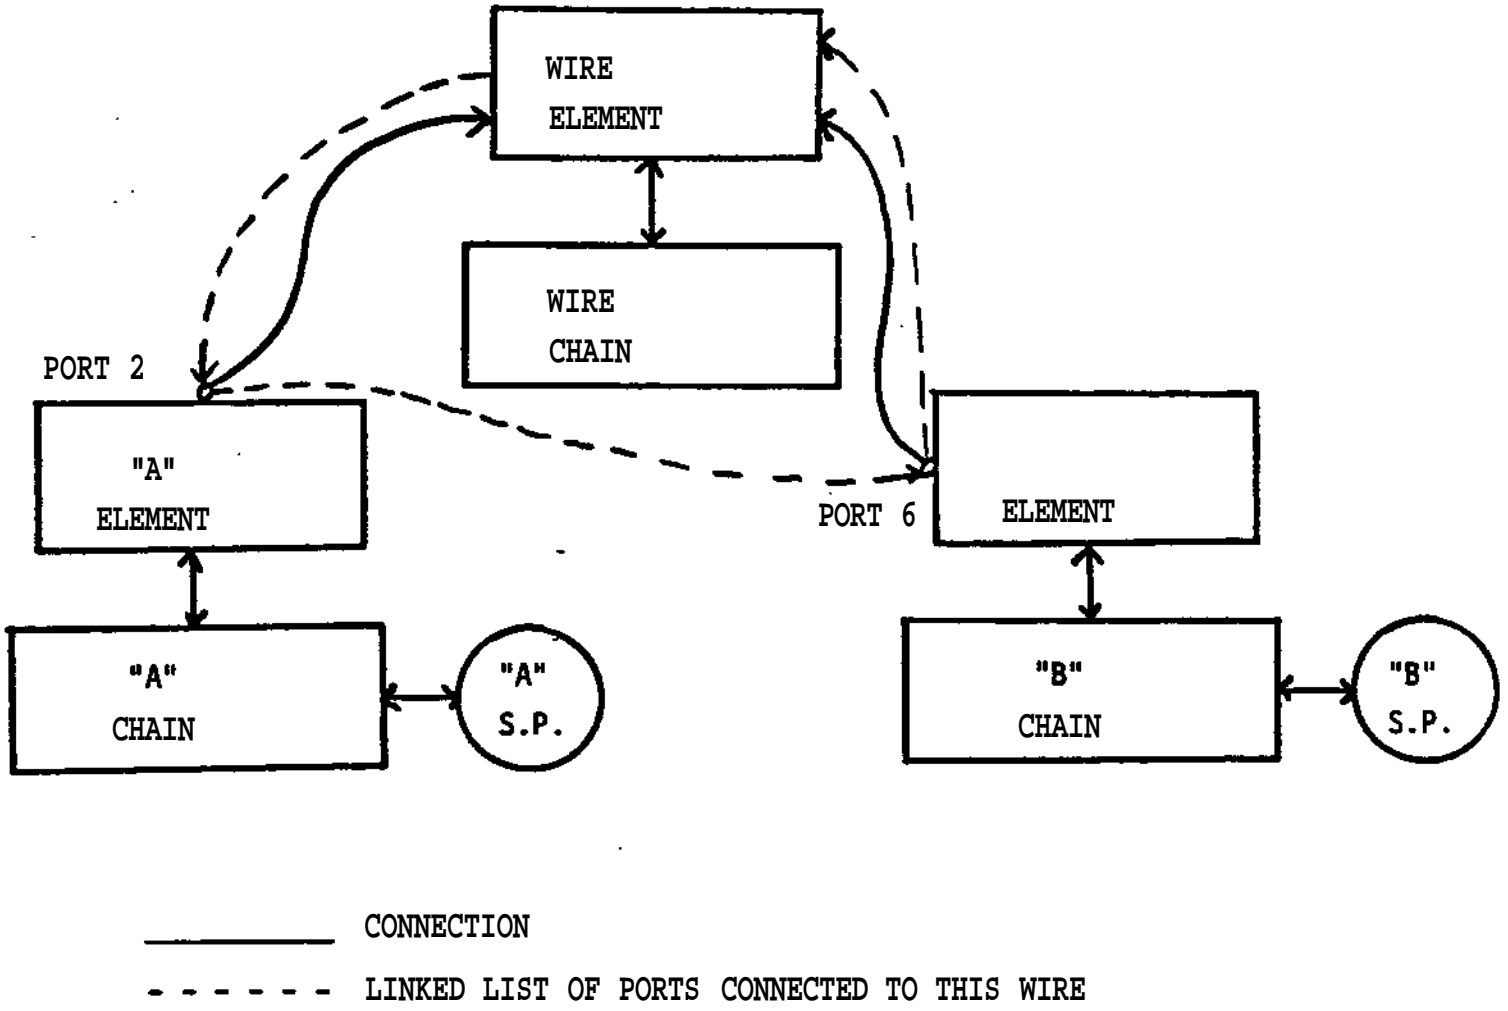 WIRE
ELEMENT
WIRE
CHAIN
PORT 2
"A"
ELEMENT
PORT 6
ELEMENT
"A"
CHAIN
"A"
S.P.
"B"
CHAIN
"B"
S.P.
CONNECTION
LINKED LIST OF PORTS CONNECTED TO THIS WIRE